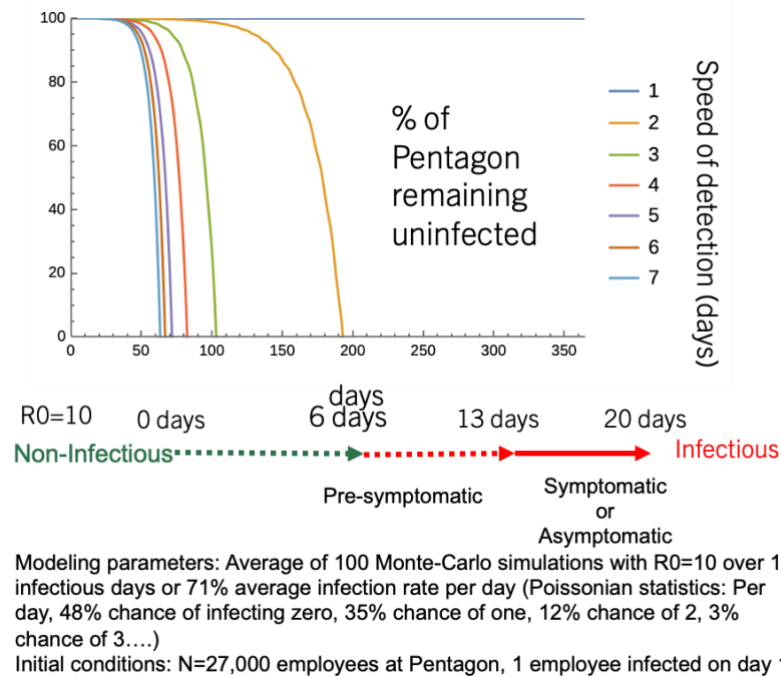 100
80
60
40
20
0
0 50 100 150 200 250 300 350
% of
Pentagon
remaining
uninfected
1
2
3
4
5
6
7
Speed of detection (days)
days
R0=10 0 days 6 days 13 days 20 days
Non-Infectious Infectious
Pre-symptomatic
Symptomatic
or
Asymptomatic
Modeling parameters: Average of 100 Monte-Carlo simulations with R0=10 over 1
infectious days or 71% average infection rate per day (Poissonian statistics: Per
day, 48% chance of infecting zero, 35% chance of one, 12% chance of 2, 3%
chance of 3….)
Initial conditions: N=27,000 employees at Pentagon, 1 employee infected on day